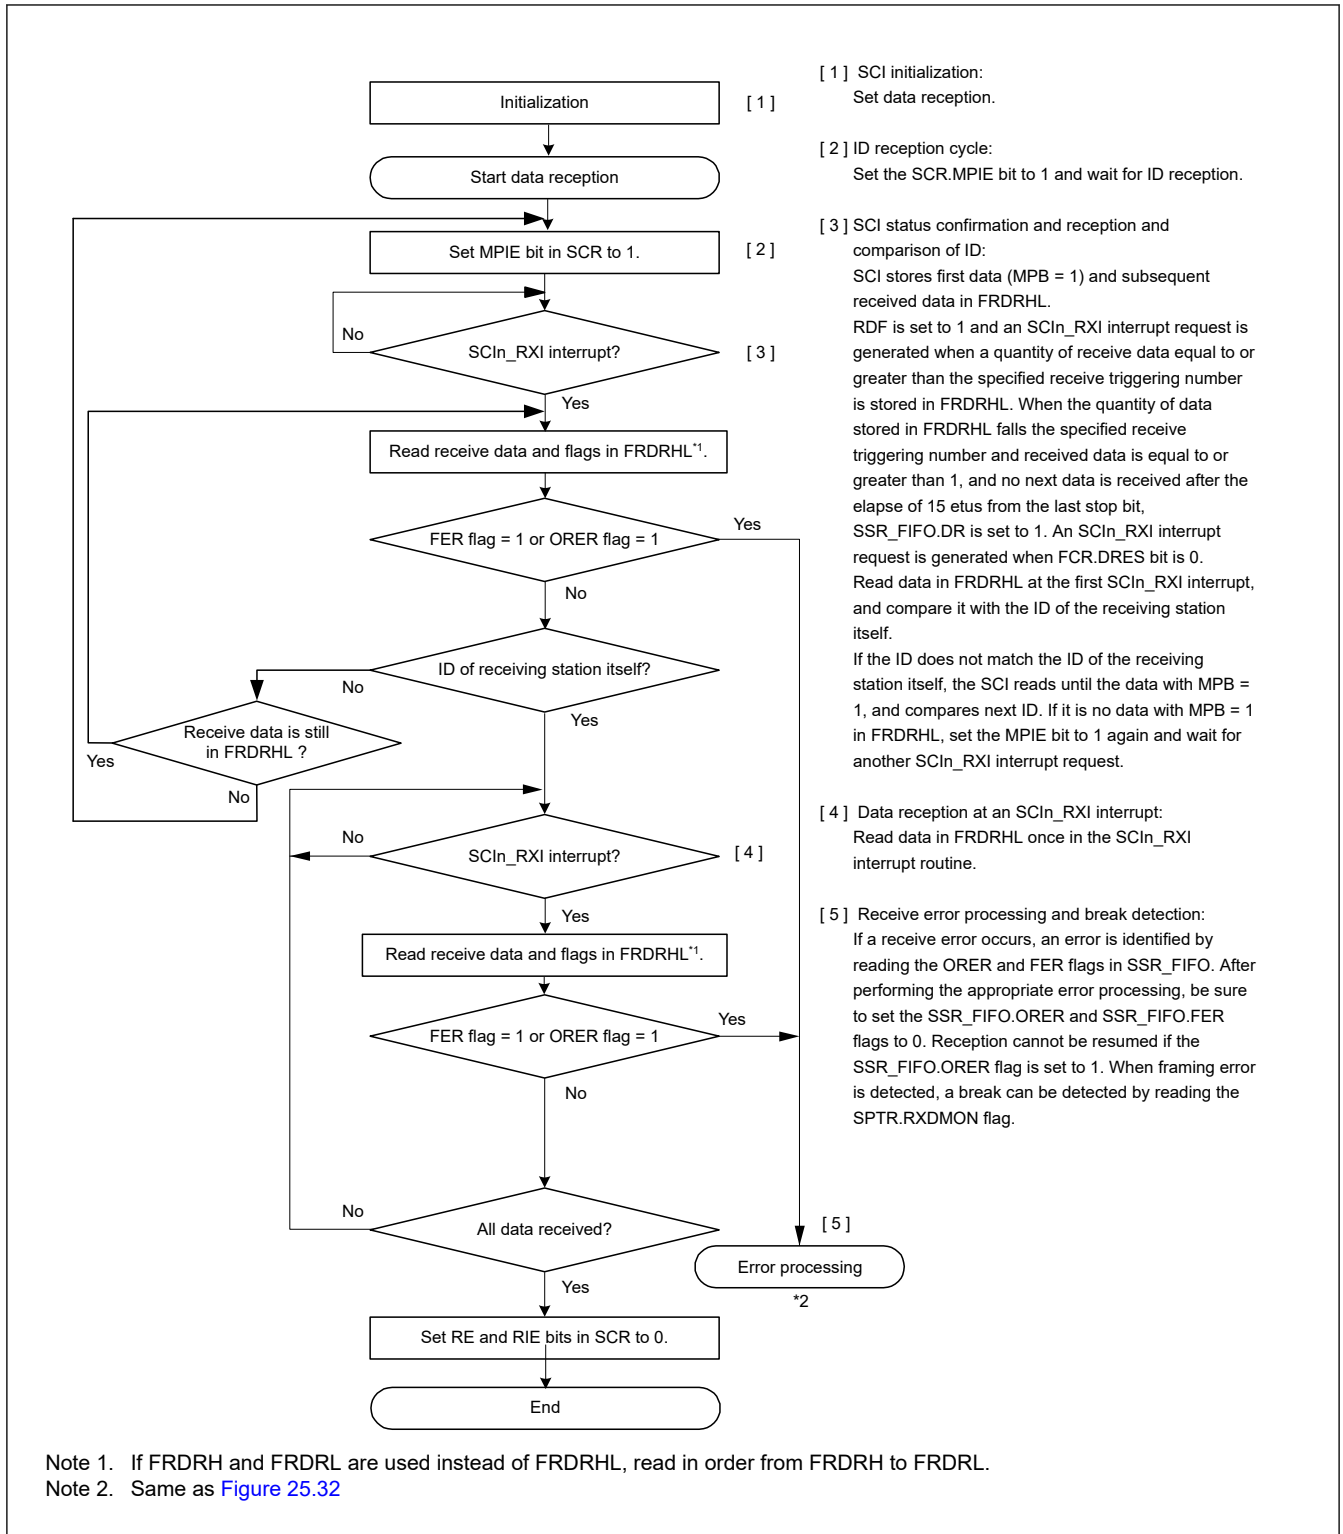 Initialization
[ 1 ]
Start data reception
Set MPIE bit in SCR to 1.
[ 2 ]
No
SCIn_RXI interrupt?
[ 3 ]
Yes
Read receive data and flags in FRDRHL*1.
FER flag = 1 or ORER flag = 1
Yes
No
ID of receiving station itself?
No
Yes
Receive data is still
in FRDRHL ?
Yes
No
No
SCIn_RXI interrupt?
[ 4 ]
Yes
Read receive data and flags in FRDRHL*1.
FER flag = 1 or ORER flag = 1
Yes
No
No
All data received?
[ 5 ]
Error processing
*2
Yes
Set RE and RIE bits in SCR to 0.
End
[ 1 ] SCI initialization:
Set data reception.
[ 2 ] ID reception cycle:
Set the SCR.MPIE bit to 1 and wait for ID reception.
[ 3 ] SCI status confirmation and reception and
comparison of ID:
SCI stores first data (MPB = 1) and subsequent
received data in FRDRHL.
RDF is set to 1 and an SCIn_RXI interrupt request is
generated when a quantity of receive data equal to or
greater than the specified receive triggering number
is stored in FRDRHL. When the quantity of data
stored in FRDRHL falls the specified receive
triggering number and received data is equal to or
greater than 1, and no next data is received after the
elapse of 15 etus from the last stop bit,
SSR_FIFO.DR is set to 1. An SCIn_RXI interrupt
request is generated when FCR.DRES bit is 0.
Read data in FRDRHL at the first SCIn_RXI interrupt,
and compare it with the ID of the receiving station
itself.
If the ID does not match the ID of the receiving
station itself, the SCI reads until the data with MPB =
1, and compares next ID. If it is no data with MPB = 1
in FRDRHL, set the MPIE bit to 1 again and wait for
another SCIn_RXI interrupt request.
[ 4 ] Data reception at an SCIn_RXI interrupt:
Read data in FRDRHL once in the SCIn_RXI
interrupt routine.
[ 5 ] Receive error processing and break detection:
If a receive error occurs, an error is identified by
reading the ORER and FER flags in SSR_FIFO. After
performing the appropriate error processing, be sure
to set the SSR_FIFO.ORER and SSR_FIFO.FER
flags to 0. Reception cannot be resumed if the
SSR_FIFO.ORER flag is set to 1. When framing error
is detected, a break can be detected by reading the
SPTR.RXDMON flag.
Note 1. If FRDRH and FRDRL are used instead of FRDRHL, read in order from FRDRH to FRDRL.
Note 2. Same as Figure 25.32